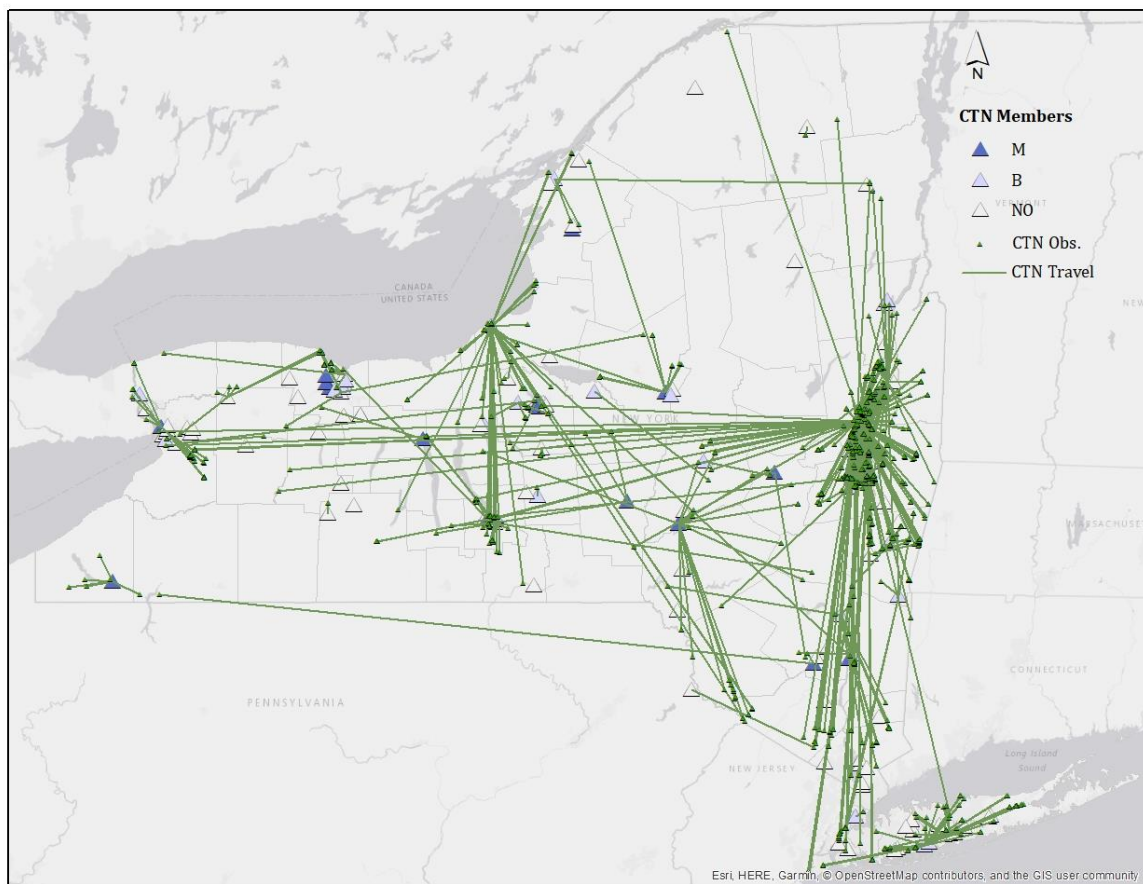 N
CTN Members
M
B
NO
CTN Obs.
CTN Travel
VERMONT
CANADA
UNITED STATES
NEW YORK
MASSACHUSET
CONNECTICUT
PENNSYLVANIA
Long Island
Sound
NEW JERSEY
Esri, HERE, Garmin, © OpenStreetMap contributors, and the GIS user community